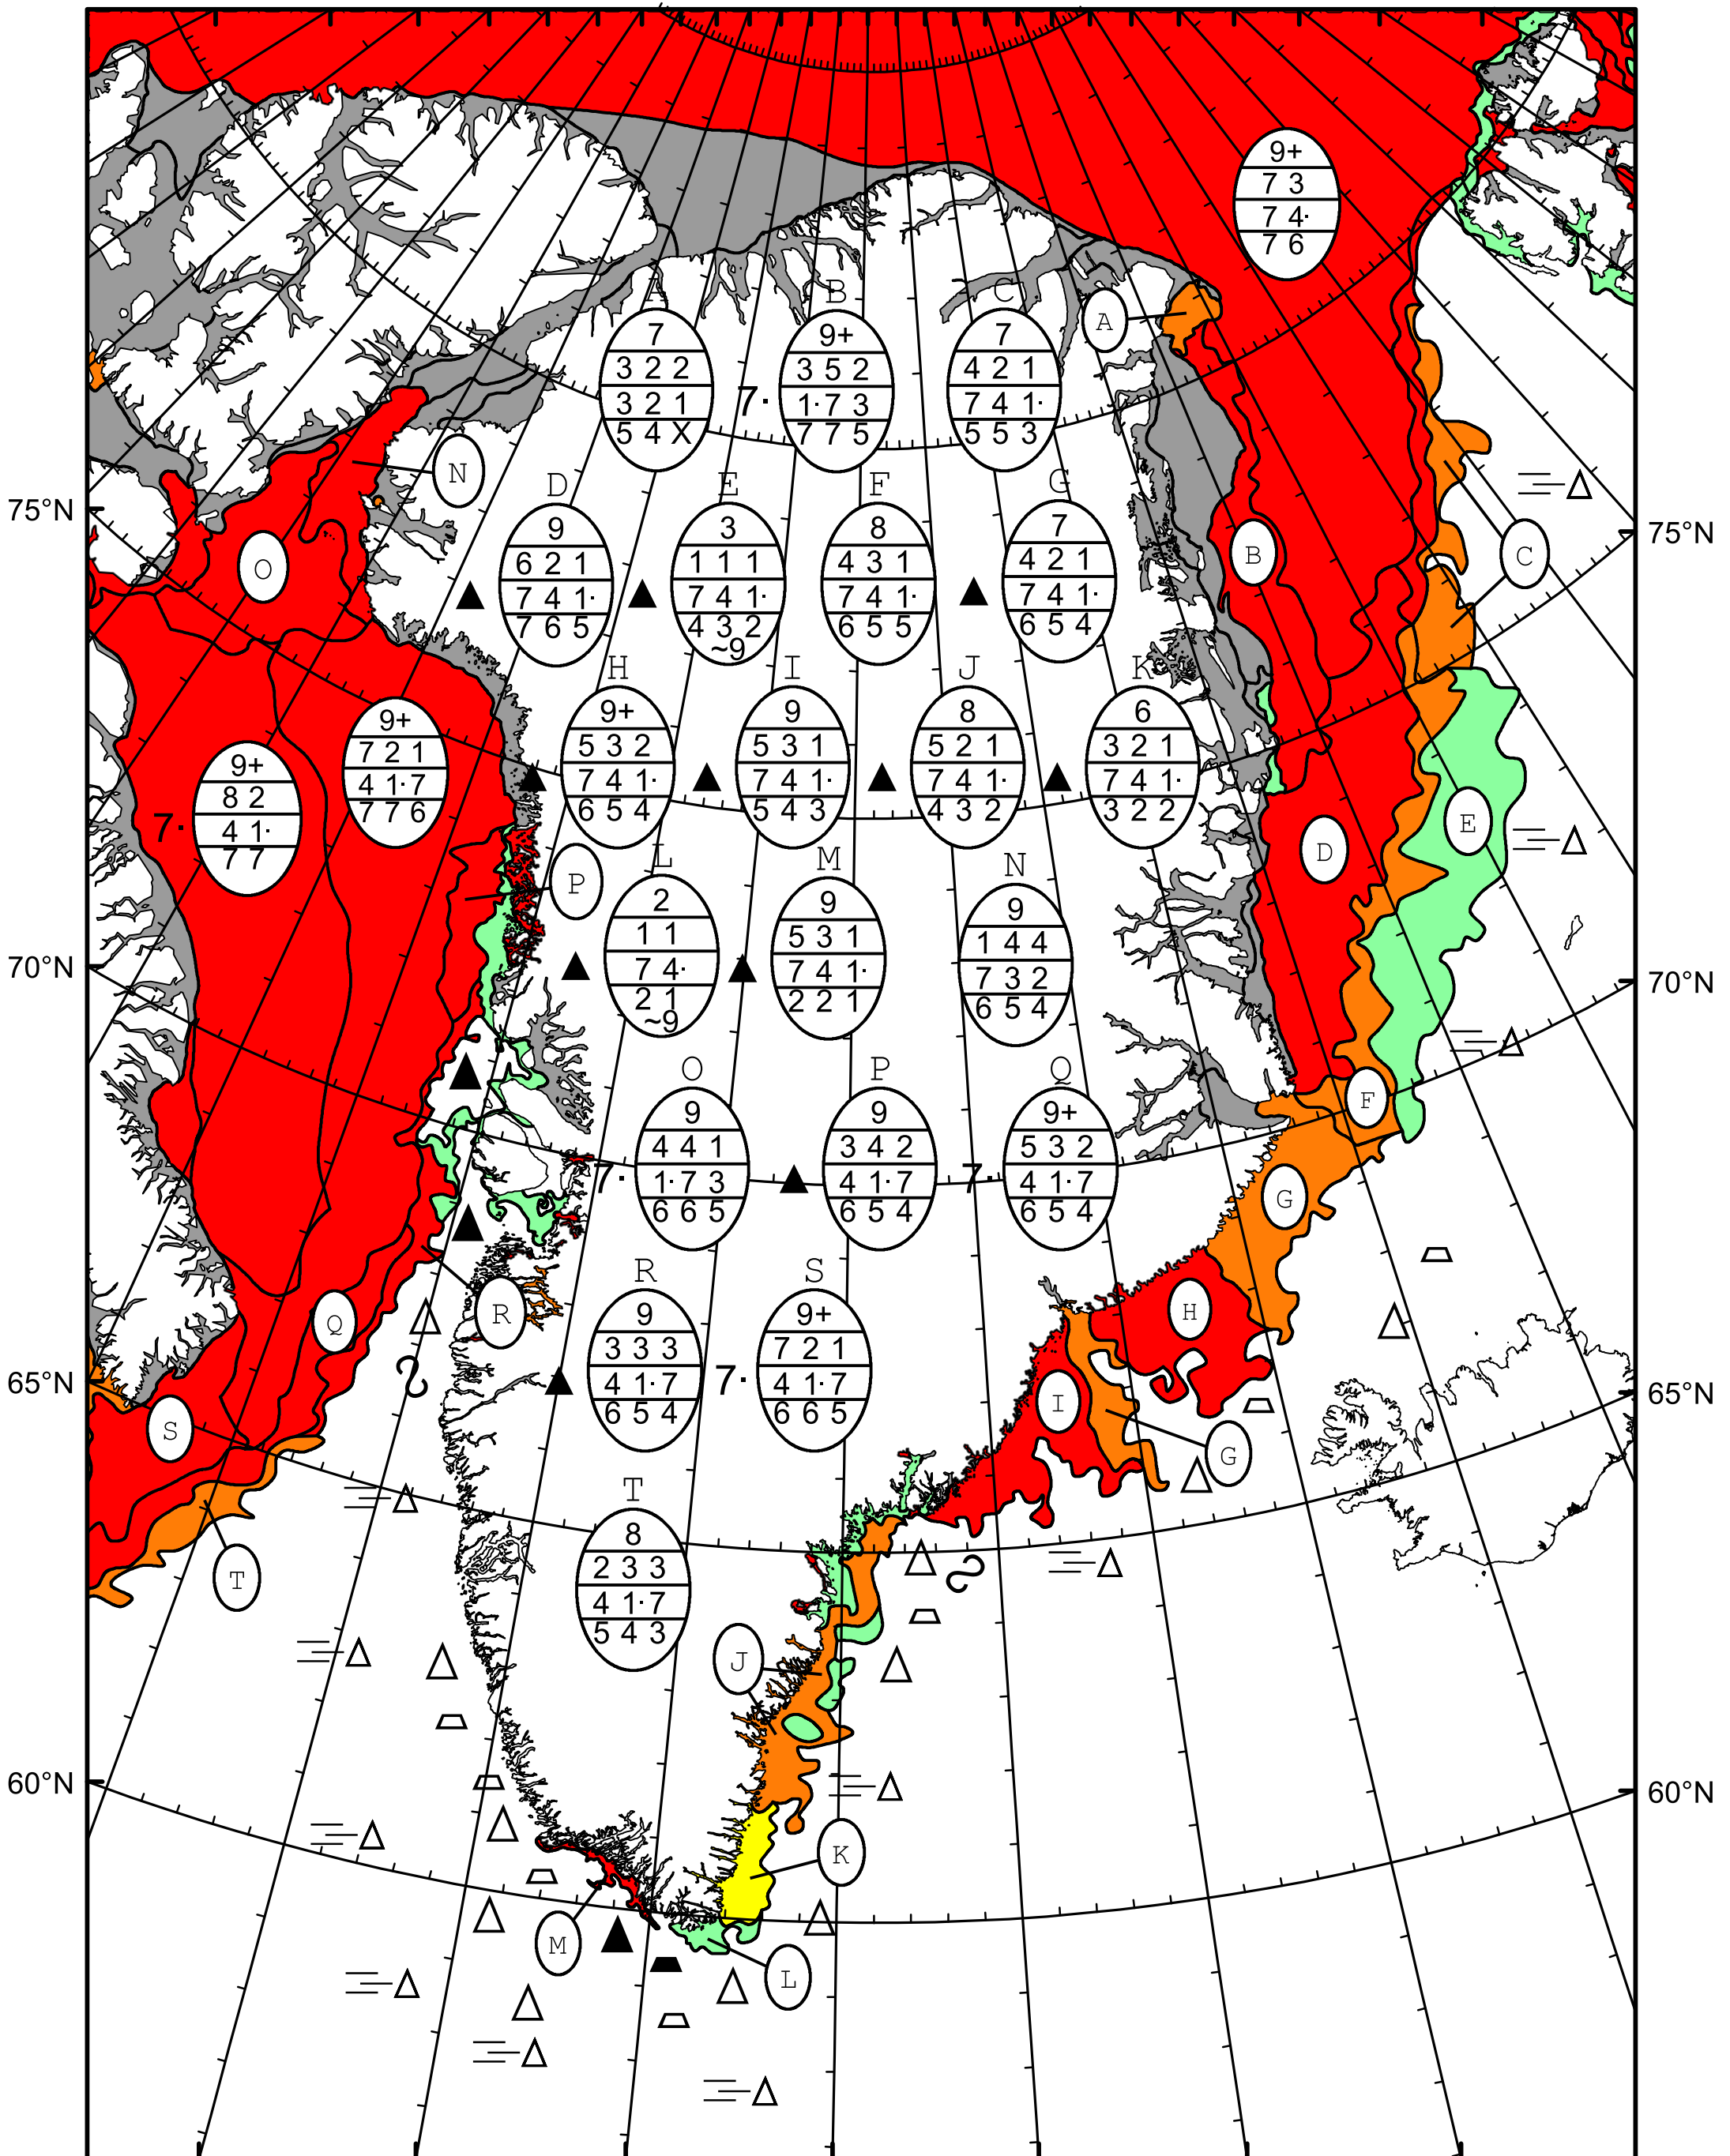 9+
7 3
7 4·
7 6
A B C
7 9+ 7
3 2 2 3 5 2 4 2 1
3 2 1 7· 1·7 3 7 4 1·
5 4 X 7 7 5 5 5 3
A
N
D E F G
9 3 8 7
6 2 1 1 1 1 4 3 1 4 2 1
7 4 1· 7 4 1· 7 4 1· 7 4 1·
7 6 5 4 3 2 6 5 5 6 5 4
~9
75°N 75°N
O B C
H I J K
9+ 9 8 6
5 3 2 5 3 1 5 2 1 3 2 1
7 4 1· 7 4 1· 7 4 1· 7 4 1·
6 5 4 5 4 3 4 3 2 3 2 2
9+
7 2 1
4 1·7
7 7 6
9+
8 2
7· 4 1·
7 7
E
D
P
L M N
2 9 9
1 1 5 3 1 1 4 4
7 4· 7 4 1· 7 3 2
2 1 2 2 1 6 5 4
~9
70°N 70°N
O P Q
9 9 9+
4 4 1 3 4 2 5 3 2
7· 1·7 3 4 1·7 7· 4 1·7
6 6 5 6 5 4 6 5 4
F
G
H
Q R
R S
9 9+
3 3 3 7 2 1
4 1·7 7· 4 1·7
6 5 4 6 6 5
65°N 65°N
S I G
T
8
2 3 3
4 1·7
5 4 3
T
J
60°N 60°N
K
M L